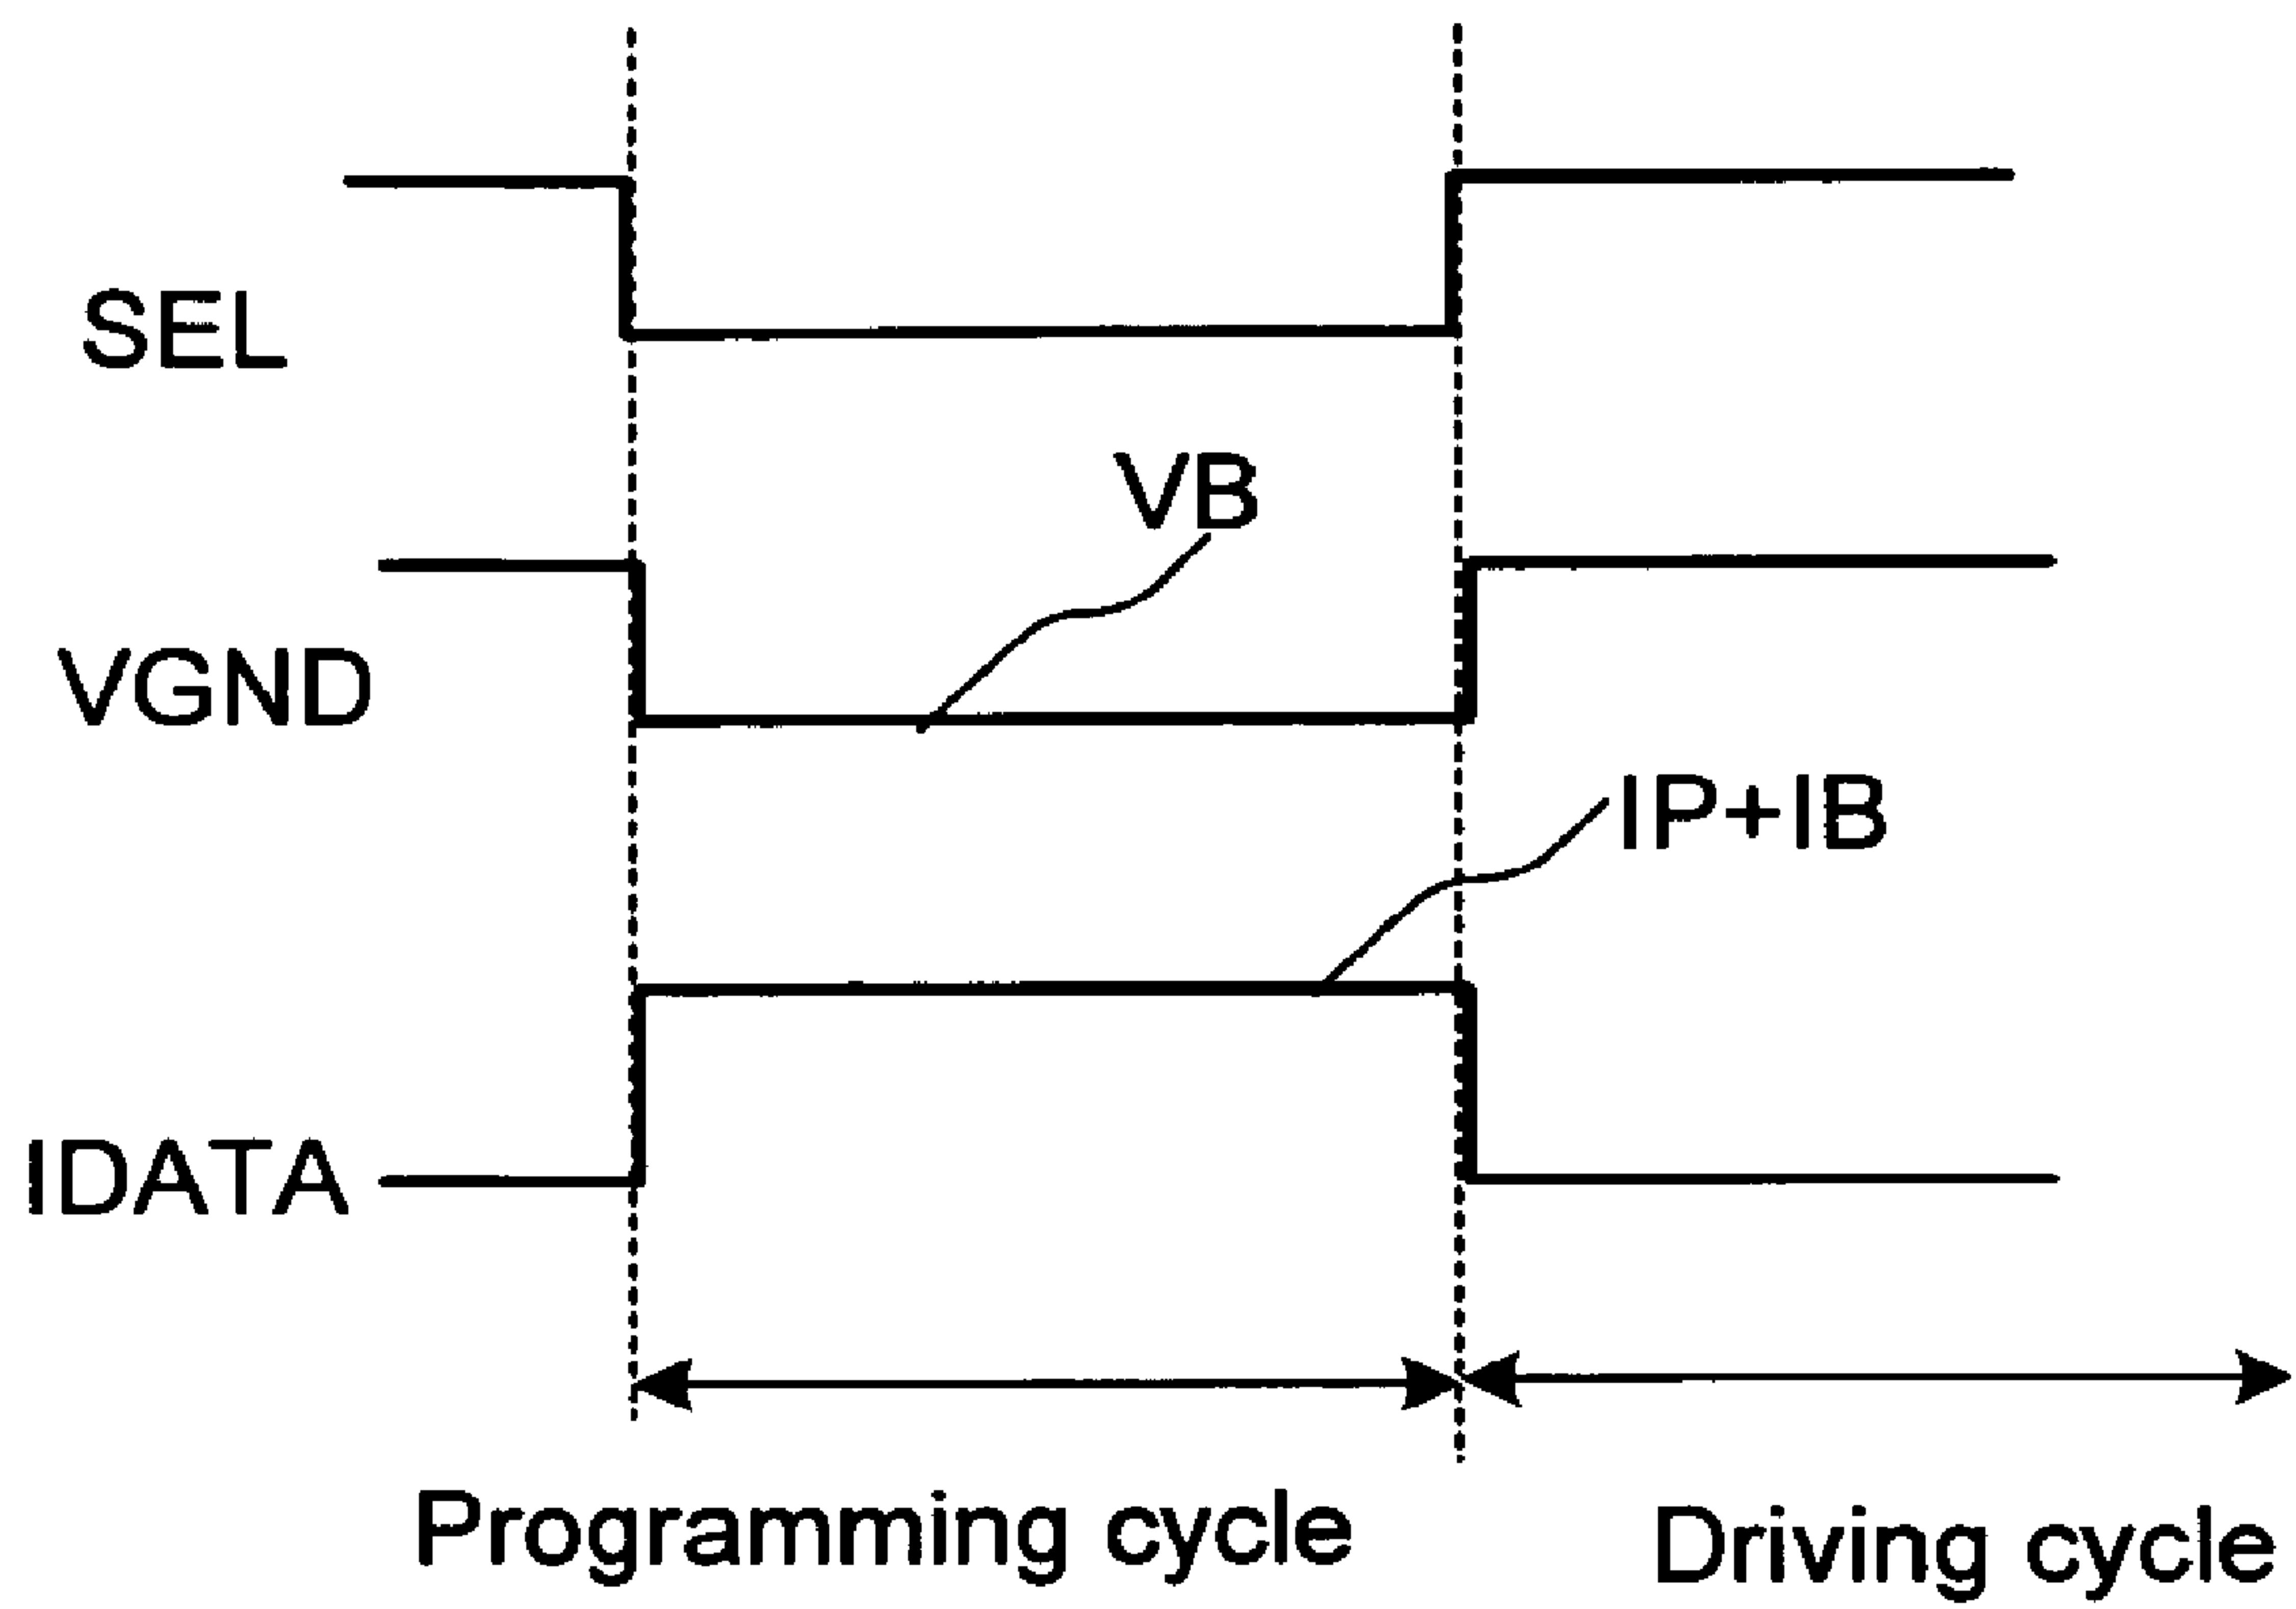 SEL
VB
VGND
IP+IB
IDATA
Programming cycle
Driving cycle